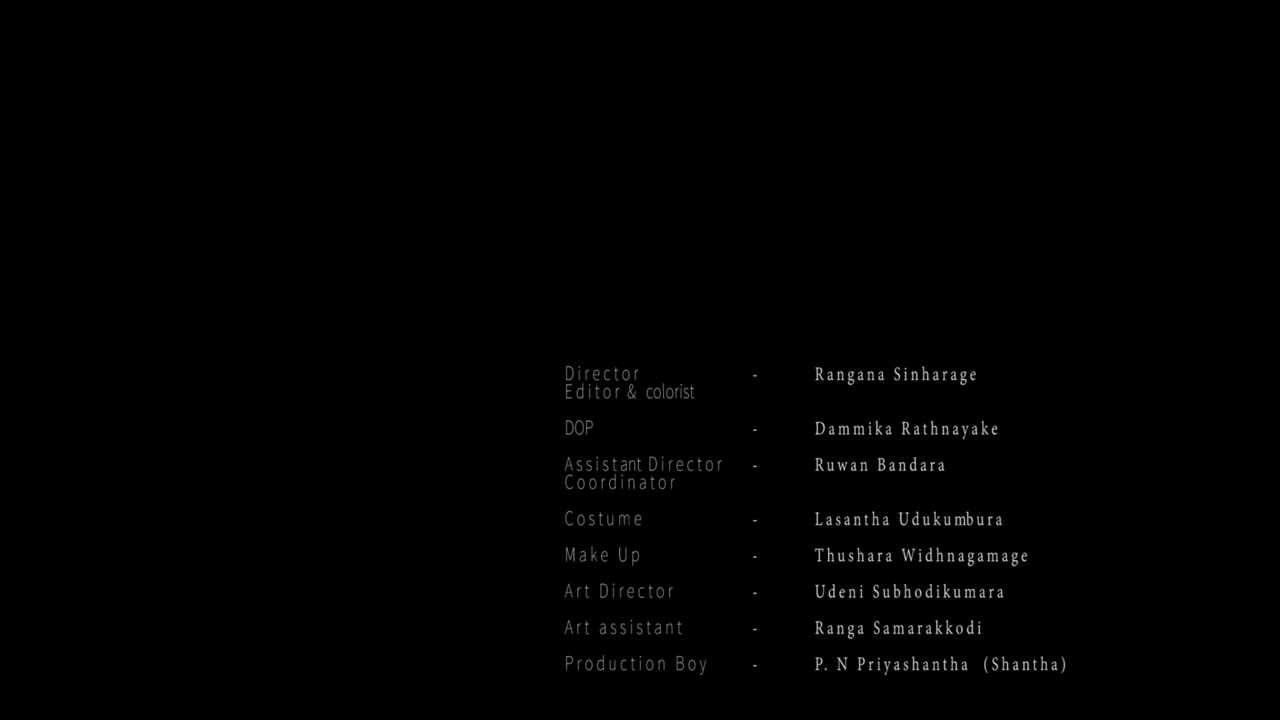 Director - Rangana Sinharage
Editor & colorist
DOP - Dammika Rathnayake
Assistant Director - Ruwan Bandara
Coordinator
Costume - Lasantha Udukumbura
Make Up - Thushara Widhnagamage
Art Director - Udeni Subhodikumara
Art assistant - Ranga Samarakkodi
Production Boy - P. N Priyashantha (Shantha)